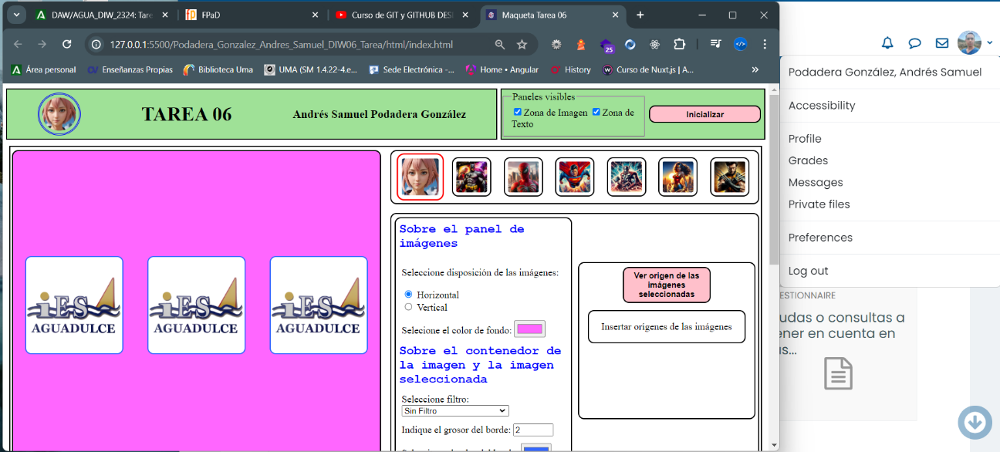 DAW/AGUA_DIW_2324: Tare
FPaD
Curso de GIT y GITHUB DES
Maqueta Tarea 06
127.0.0.1:5500/Podadera_Gonzalez_Andres_Samuel_DIW06_Tarea/html/index.html
25
Área personal
Enseñanzas Propias
Biblioteca Uma
UMA (SM 1.4.22-4.e...
Sede Electrónica -...
Home • Angular
History
Curso de Nuxt.js | A...
»
TAREA 06
Andrés Samuel Podadera González
Paneles visibles
Zona de Imagen
Zona de
Texto
Inicializar
iES
AGUADULCE
iES
AGUADULCE
iES
AGUADULCE
Sobre el panel de
imágenes
Seleccione disposición de las imágenes:
Horizontal
Vertical
Selecione el color de fondo:
Sobre el contenedor de
la imagen y la imagen
seleccionada
Seleccione filtro:
Sin Filtro
Indique el grosor del borde: 2
Ver origen de las
imágenes
seleccionadas
Insertar orígenes de las imágenes
Podadera González, Andrés Samuel
Accessibility
Profile
Grades
Messages
Private files
Preferences
Log out
ESTIONNAIRE
udas o consultas a
ener en cuenta en
as...